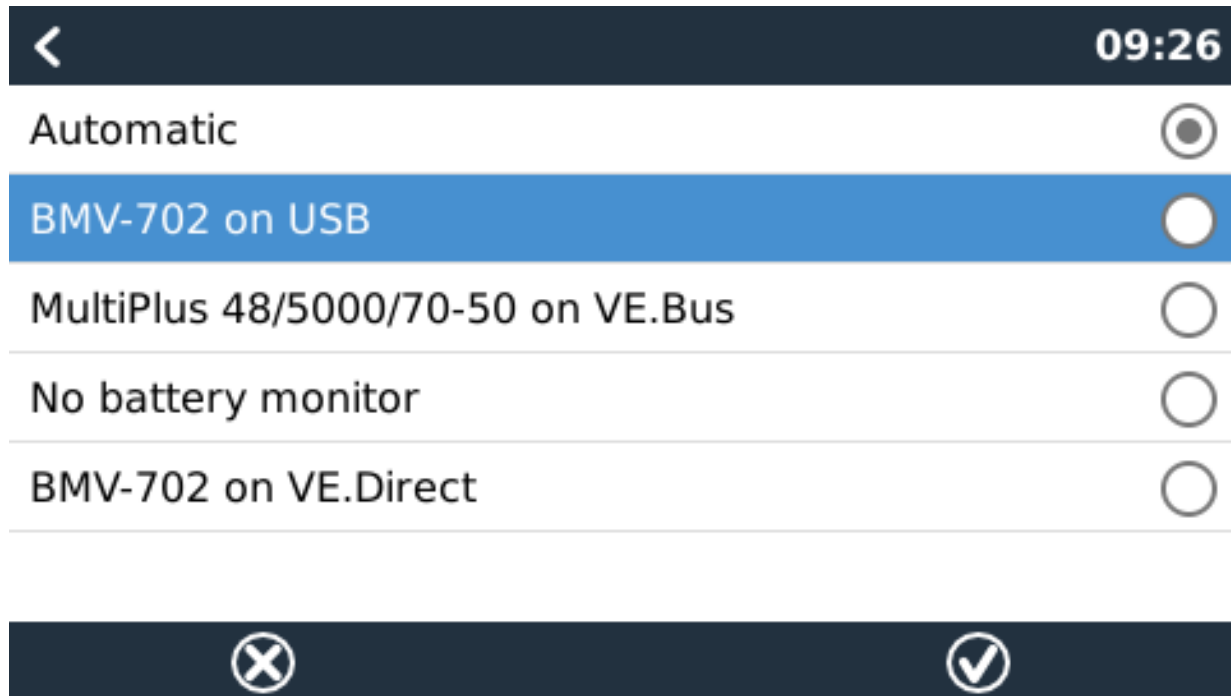 09:26
Automatic
BMV-702 on USB
MultiPlus 48/5000/70-50 on VE.Bus
No battery monitor
BMV-702 on VE.Direct